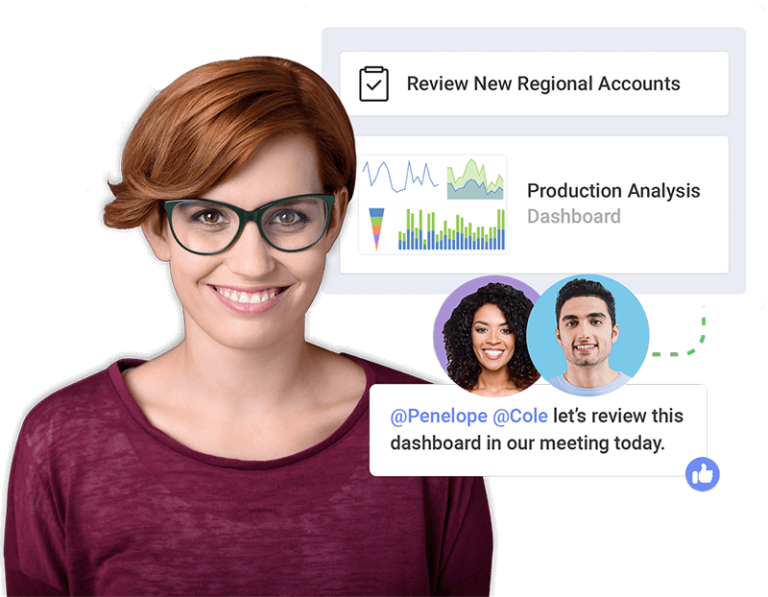 Review New Regional Accounts
Production Analysis
Dashboard
@Penelope @Cole let’s review this
dashboard in our meeting today.